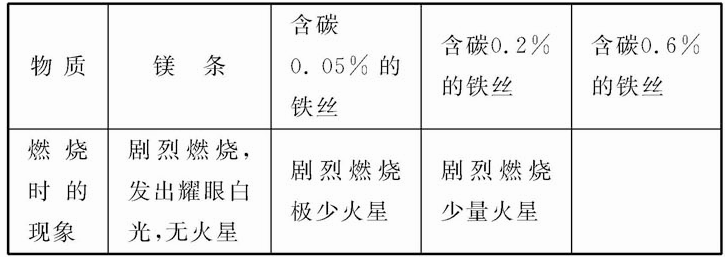 物 质
镁 条
含碳
0.05% 的
铁丝
含碳0.2%
的铁丝
含碳0.6%
的铁丝
燃 烧
时 的
现象
剧烈燃烧,
发出耀眼白
光,无火星
剧烈燃烧
极少火星
剧烈燃烧
少量火星